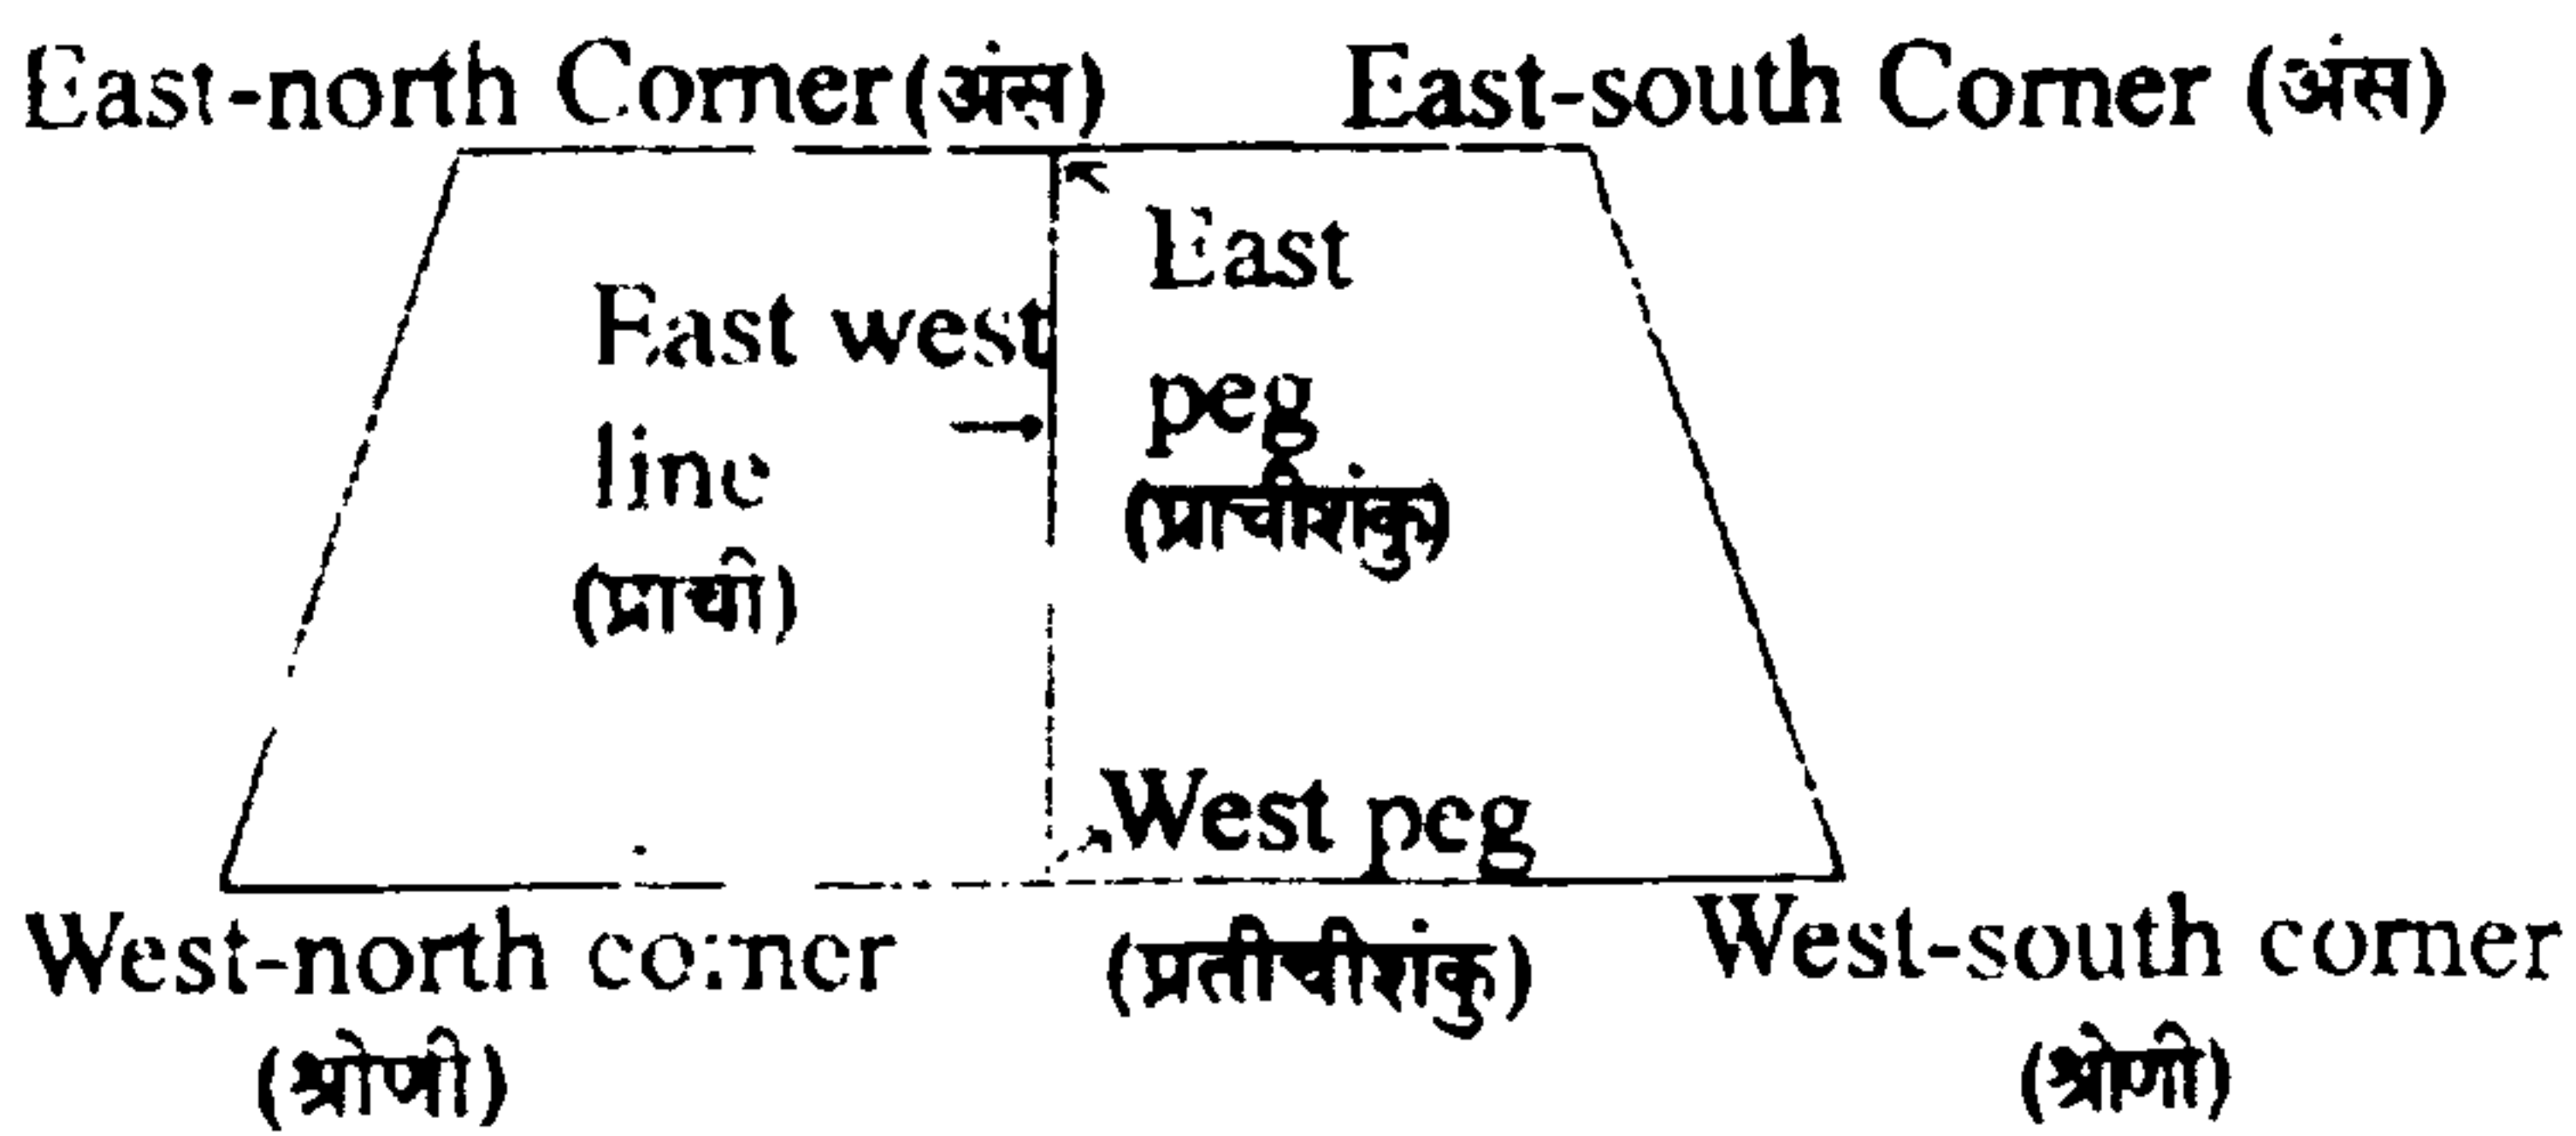 East-north Corner (अंस) East-south Corner (अंस)
East west
line
(प्राची)
East
peg
(प्राचीशंकु)
West peg
(प्रतीचीशंकु)
West-north corner
(श्रोणी)
West-south corner
(श्रोणी)